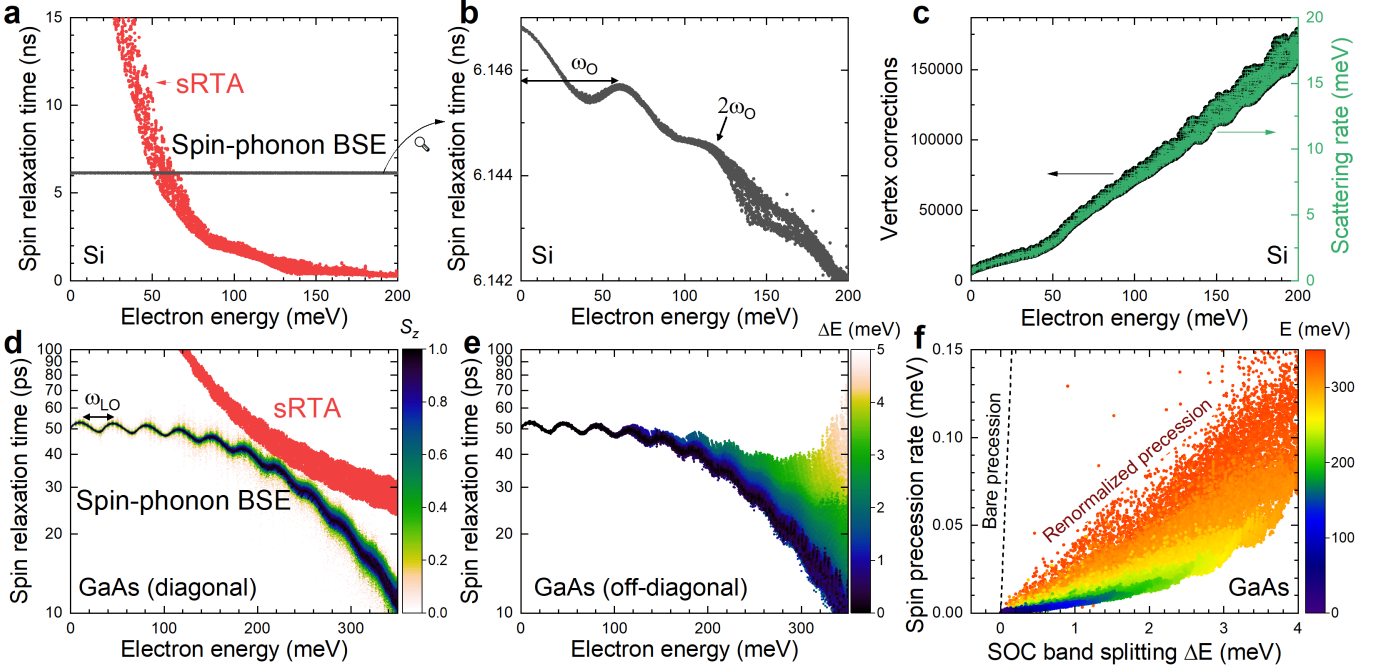 a
Spin relaxation time (ns)
15
10
5
0
sRTA
Spin-phonon BSE
Si
0 50 100 150 200
Electron energy (meV)
b
Spin relaxation time (ns)
6.146
6.144
6.142
ω_O
2ω_O
Si
0 50 100 150 200
Electron energy (meV)
c
Vertex corrections
150000
100000
50000
0
20
15
10
5
0
Scattering rate (meV)
Si
0 50 100 150 200
Electron energy (meV)
d
Spin relaxation time (ps)
100
90
80
70
60
50
40
30
20
10
ω_LO
sRTA
Spin-phonon BSE
GaAs (diagonal)
0 100 200 300
Electron energy (meV)
S_z
1.0
0.8
0.6
0.4
0.2
0.0
e
Spin relaxation time (ps)
100
90
80
70
60
50
40
30
20
10
GaAs (off-diagonal)
0 100 200 300
Electron energy (meV)
ΔE (meV)
5
4
3
2
1
0
f
Spin precession rate (meV)
0.15
0.10
0.05
0.00
Bare precession
Renormalized precession
GaAs
0 1 2 3 4
SOC band splitting ΔE (meV)
E (meV)
300
200
100
0